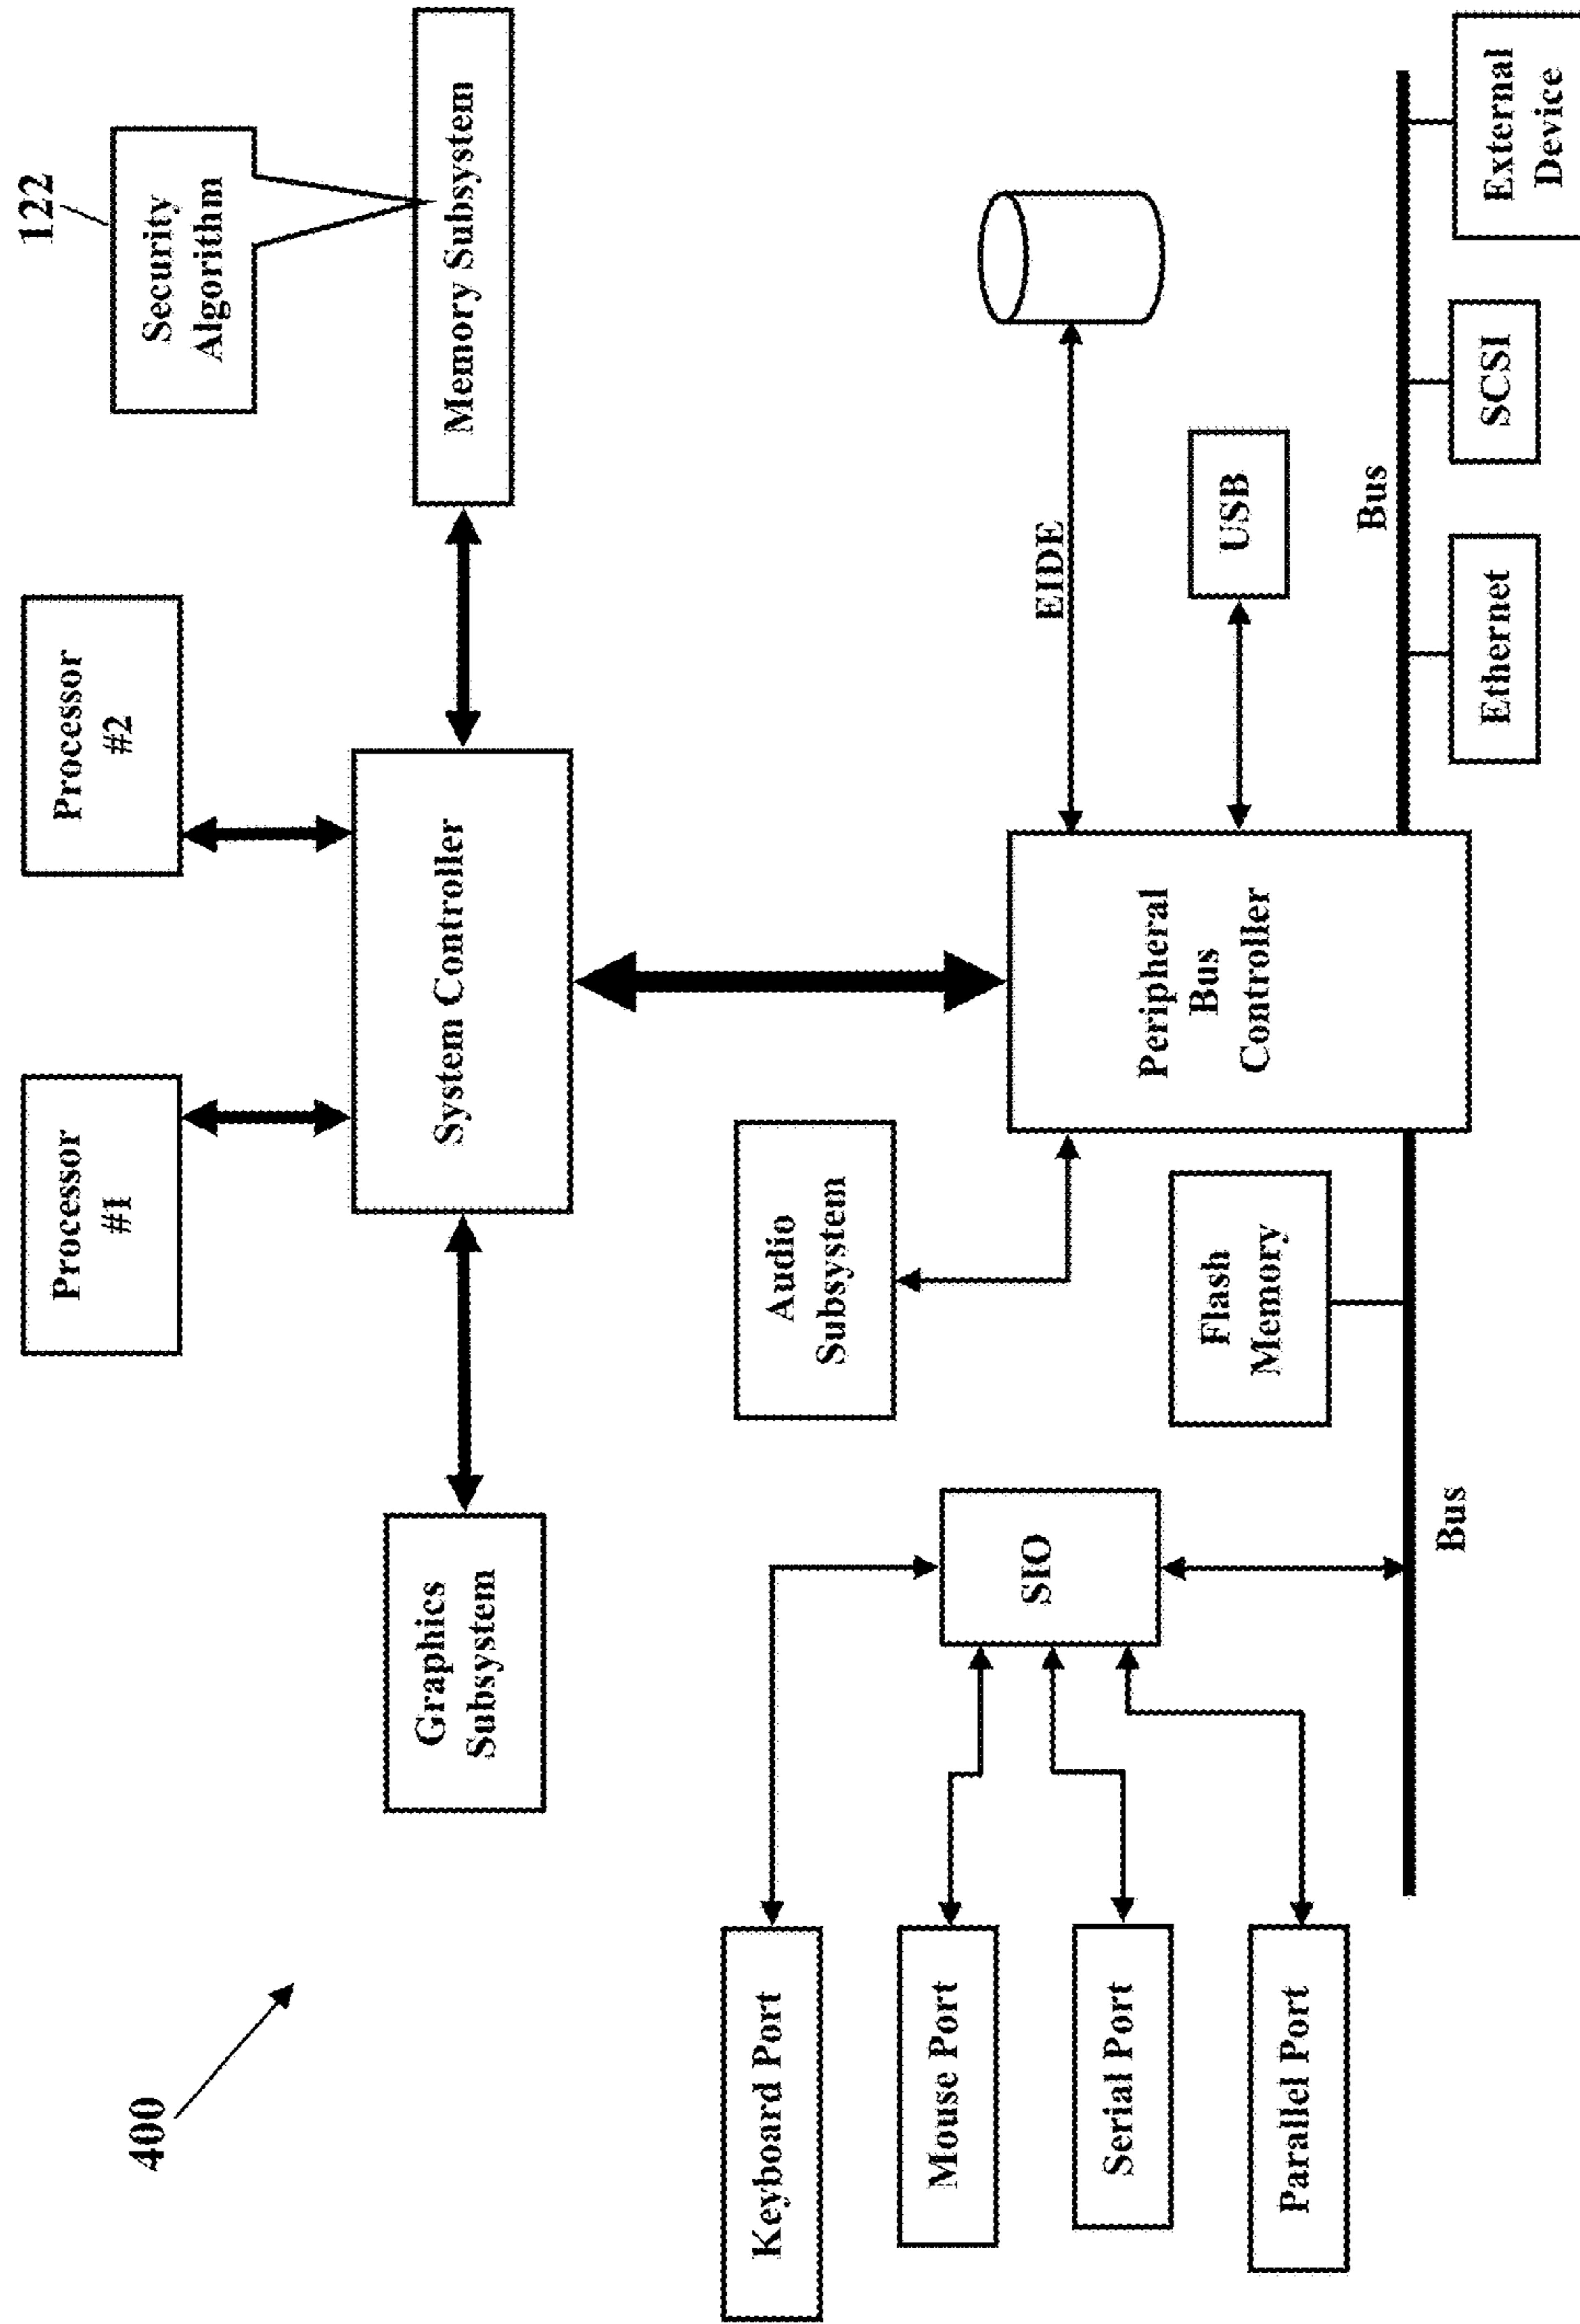 400
122
Security
Algorithm
Processor
#1
Processor
#2
Graphics
Subsystem
System Controller
Memory Subsystem
Keyboard Port
Mouse Port
Serial Port
Parallel Port
SIO
Audio
Subsystem
Flash
Memory
Peripheral
Bus
Controller
EIDE
USB
Bus
Bus
Ethernet
SCSI
External
Device